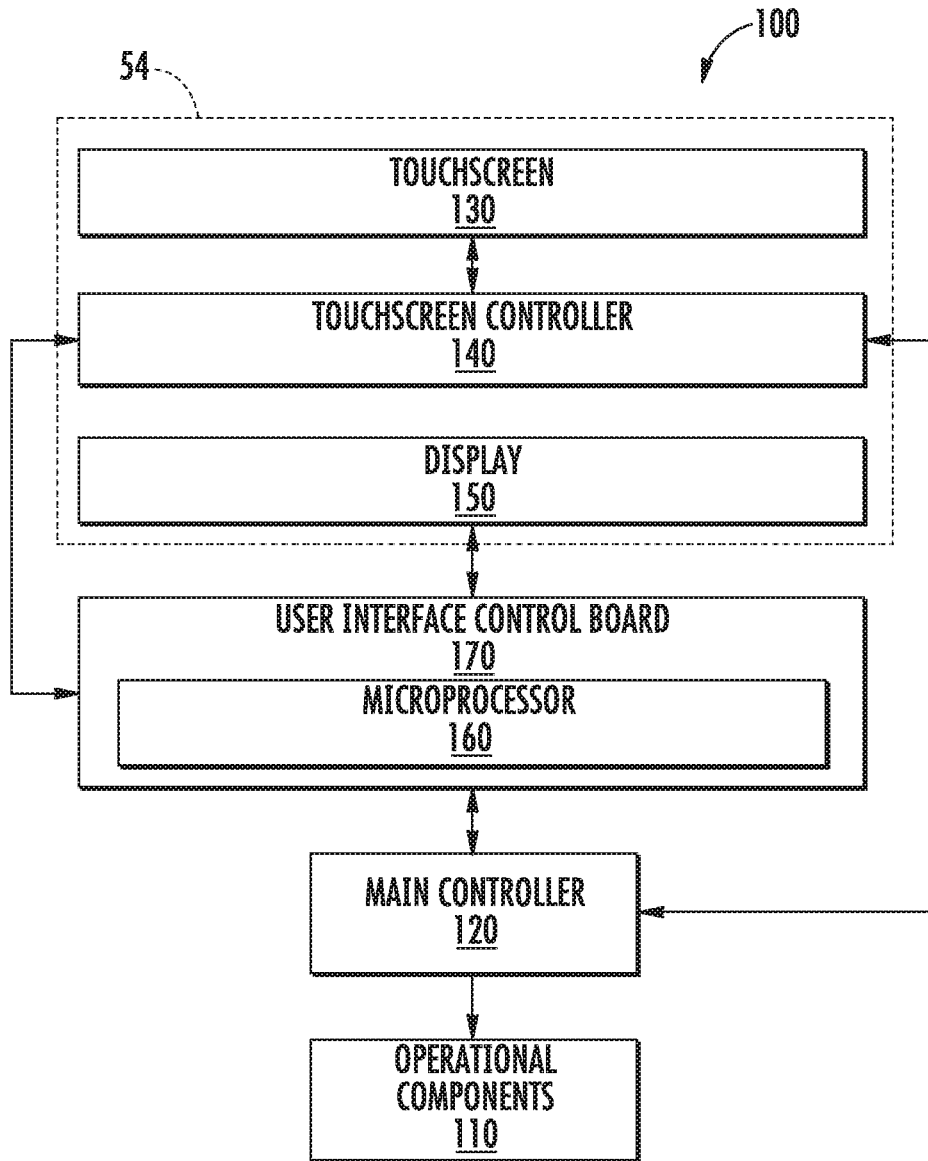 100
54
TOUCHSCREEN
130
TOUCHSCREEN CONTROLLER
140
DISPLAY
150
USER INTERFACE CONTROL BOARD
170
MICROPROCESSOR
160
MAIN CONTROLLER
120
OPERATIONAL
COMPONENTS
110